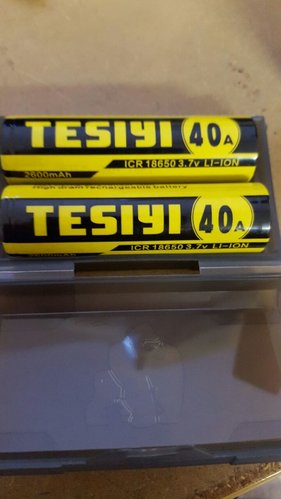 TESIYI 40A
ICR 18650 3.7v LI-ION
2600mAh
High drain rechargeable battery
TESIYI 40A
ICR 18650 3.7v LI-ION